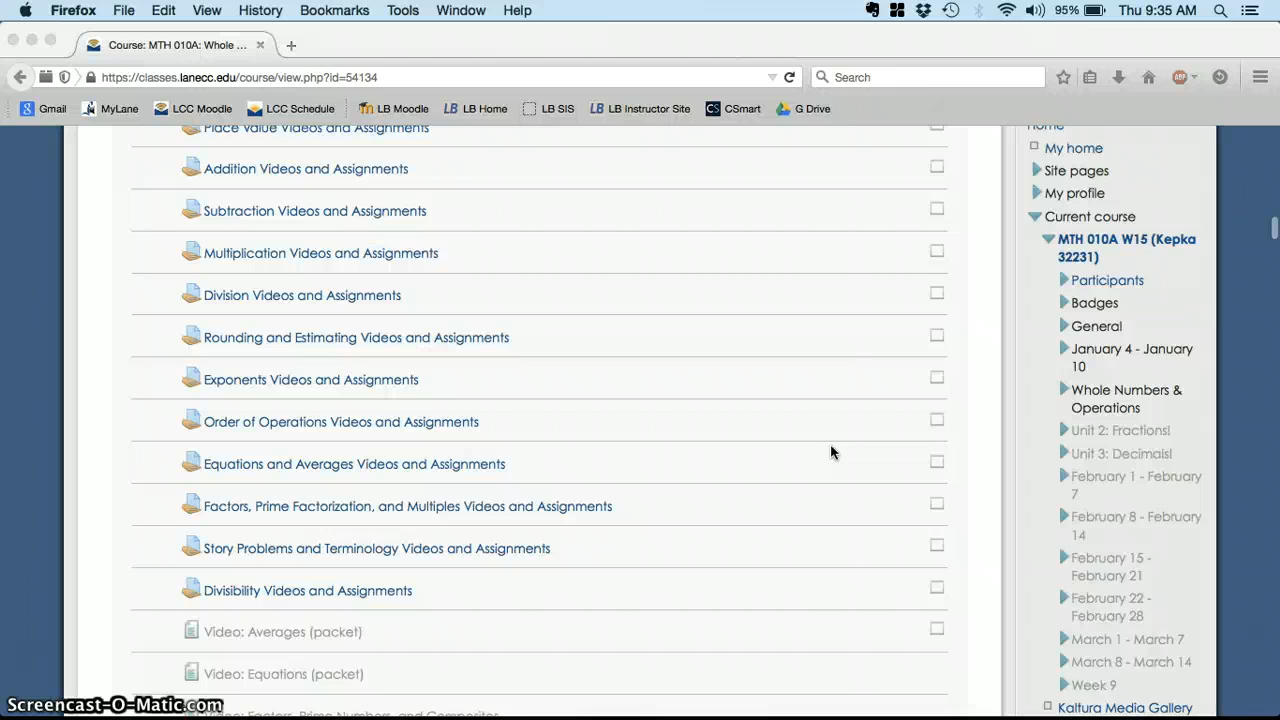 Firefox File Edit View History Bookmarks Tools Window Help 95% Thu 9:35 AM
Course: MTH 010A: Whole ...
https://classes.lanecc.edu/course/view.php?id=54134 Search
Gmail MyLane LCC Moodle LCC Schedule LB Moodle LB Home LB SIS LB Instructor Site CSmart G Drive
Place Value Videos and Assignments
Addition Videos and Assignments
Subtraction Videos and Assignments
Multiplication Videos and Assignments
Division Videos and Assignments
Rounding and Estimating Videos and Assignments
Exponents Videos and Assignments
Order of Operations Videos and Assignments
Equations and Averages Videos and Assignments
Factors, Prime Factorization, and Multiples Videos and Assignments
Story Problems and Terminology Videos and Assignments
Divisibility Videos and Assignments
Video: Averages (packet)
Video: Equations (packet)
Video: Factors, Prime Numbers, and Composites
Home
My home
Site pages
My profile
Current course
MTH 010A W15 (Kepka
32231)
Participants
Badges
General
January 4 - January
10
Whole Numbers &
Operations
Unit 2: Fractions!
Unit 3: Decimals!
February 1 - February
7
February 8 - February
14
February 15 -
February 21
February 22 -
February 28
March 1 - March 7
March 8 - March 14
Week 9
Kaltura Media Gallery
Screencast-O-Matic.com